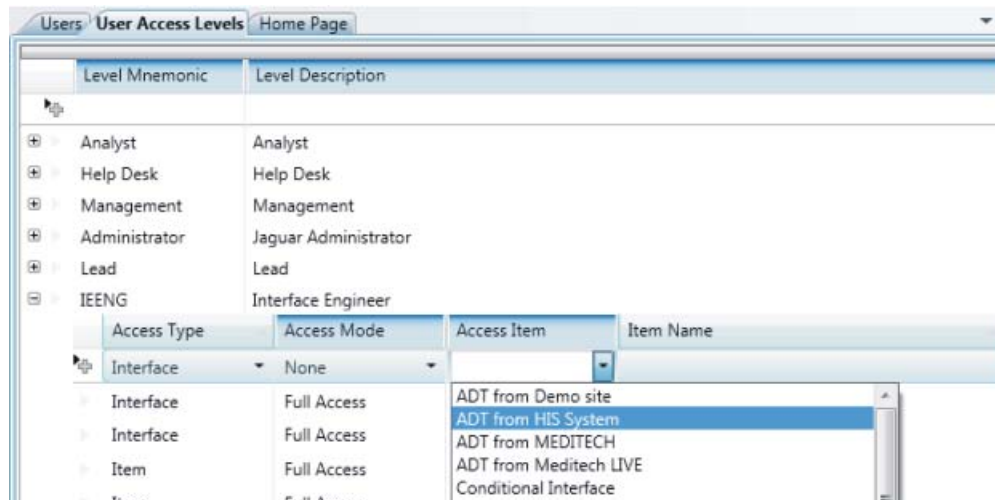 Users User Access Levels Home Page
Level Mnemonic Level Description
Analyst Analyst
Help Desk Help Desk
Management Management
Administrator Jaguar Administrator
Lead Lead
IEENG Interface Engineer
Access Type Access Mode Access Item Item Name
Interface None
Interface Full Access
Interface Full Access
Item Full Access
ADT from Demo site
ADT from HIS System
ADT from MEDITECH
ADT from Meditech LIVE
Conditional Interface